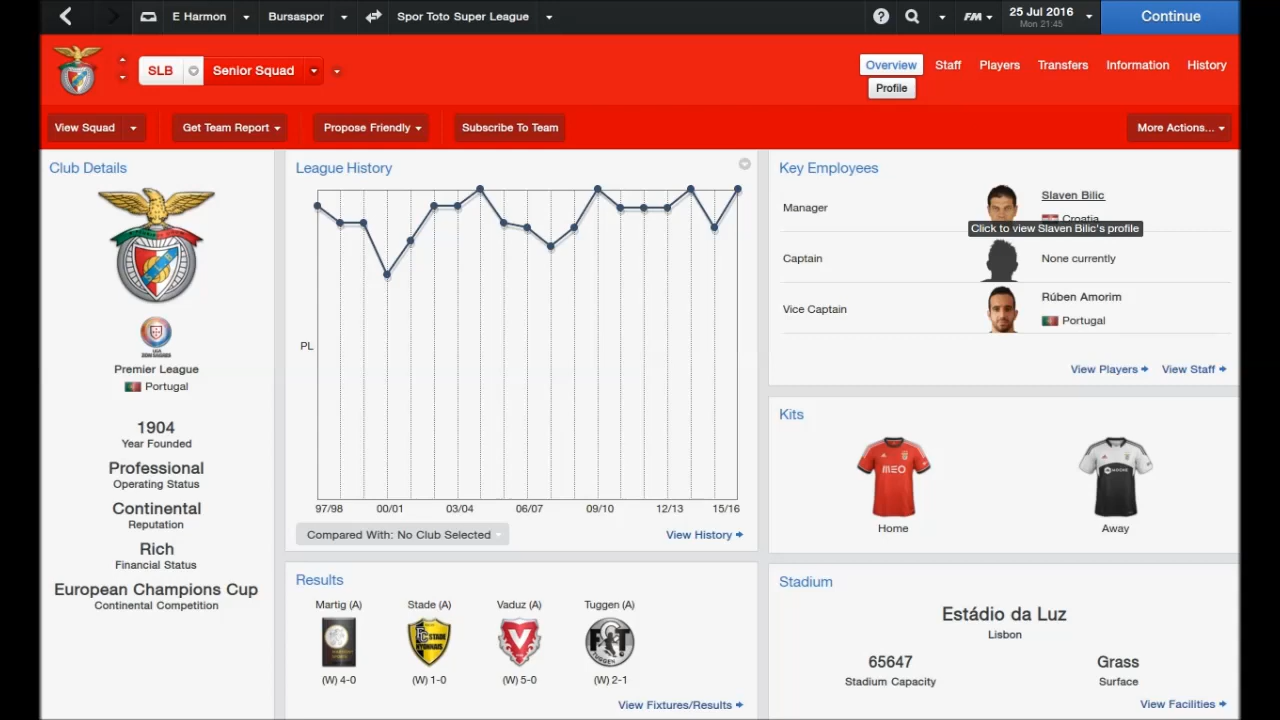 E Harmon
Bursaspor
Spor Toto Super League
FM
25 Jul 2016
Mon 21:45
Continue
SLB
Senior Squad
Overview
Staff
Players
Transfers
Information
History
Profile
View Squad
Get Team Report
Propose Friendly
Subscribe To Team
More Actions...
Club Details
Premier League
Portugal
1904
Year Founded
Professional
Operating Status
Continental
Reputation
Rich
Financial Status
European Champions Cup
Continental Competition
League History
PL
97/98
00/01
03/04
06/07
09/10
12/13
15/16
Compared With: No Club Selected
View History
Results
Martig (A)
Stade (A)
Vaduz (A)
Tuggen (A)
(W) 4-0
(W) 1-0
(W) 5-0
(W) 2-1
View Fixtures/Results
Key Employees
Manager
Slaven Bilic
Croatia
Click to view Slaven Bilic's profile
Captain
None currently
Vice Captain
Rúben Amorim
Portugal
View Players
View Staff
Kits
MEO
Home
Away
Stadium
Estádio da Luz
Lisbon
65647
Stadium Capacity
Grass
Surface
View Facilities